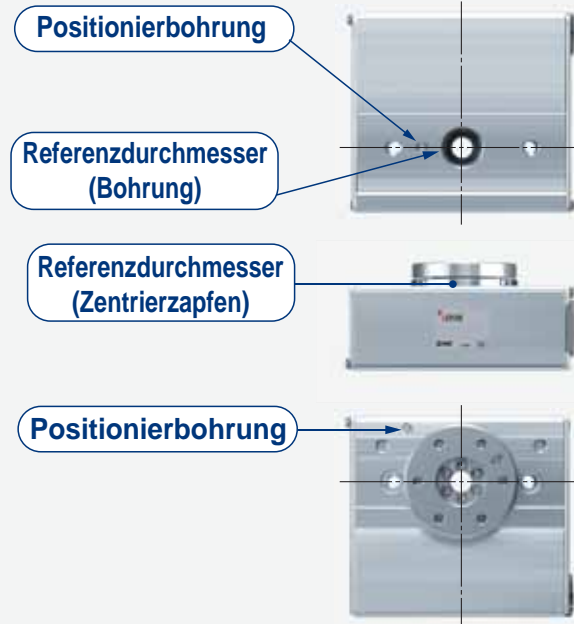 Positionierbohrung
Referenzdurchmesser
(Bohrung)
Referenzdurchmesser
(Zentrierzapfen)
Positionierbohrung